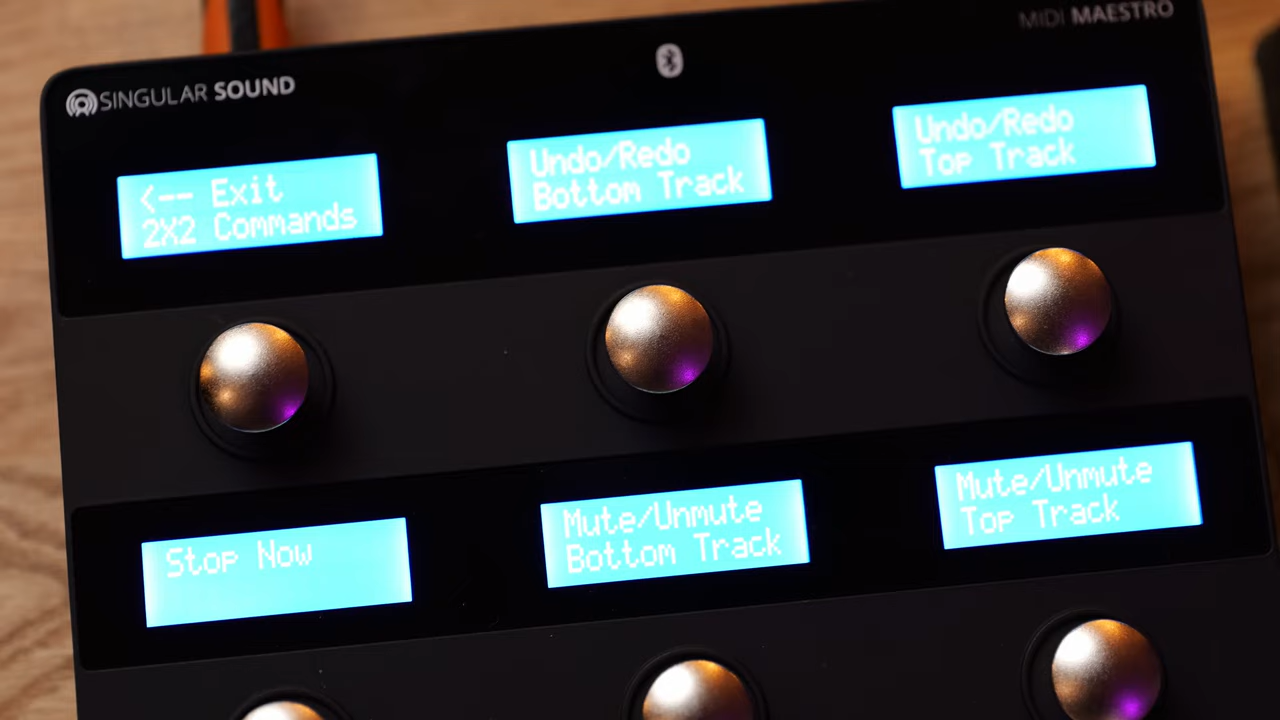 SINGULAR SOUND
MIDI MAESTRO
<-- Exit
2X2 Commands
Undo/Redo
Bottom Track
Undo/Redo
Top Track
Stop Now
Mute/Unmute
Bottom Track
Mute/Unmute
Top Track